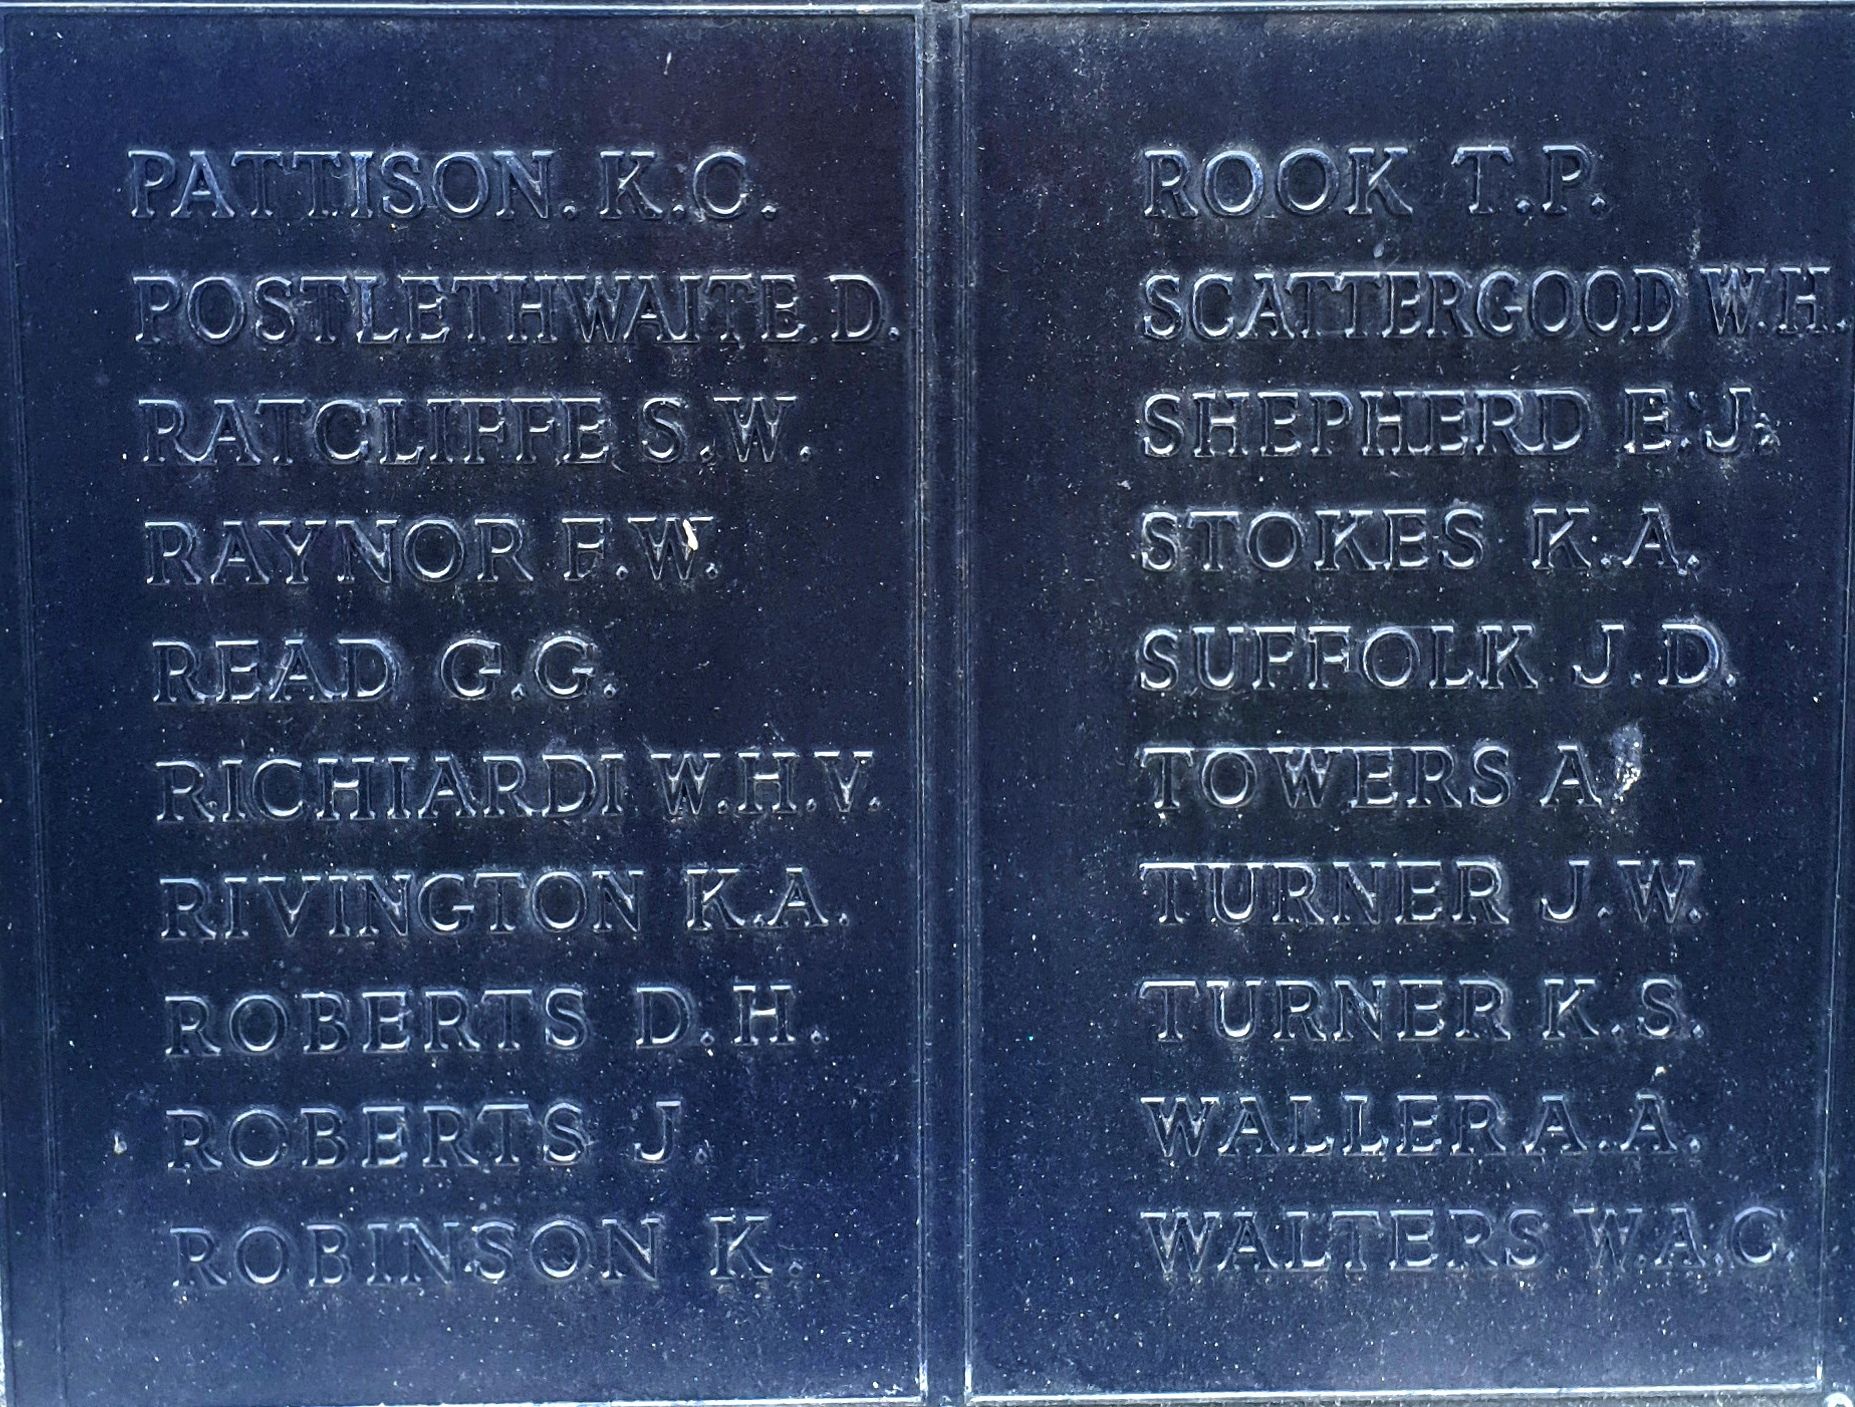 PATTISON. K.O.
POSTLETHWAITE. D.
RATCLIFFE S.W.
RAYNOR F.W.
READ G.G.
RICHIARDI W.H.V.
RIVINGTON K.A.
ROBERTS D.H.
ROBERTS J.
ROBINSON K.
ROOK T.P.
SCATTERGOOD W.H.
SHEPHERD E.J.
STOKES K.A.
SUFFOLK J.D.
TOWERS A.
TURNER J.W.
TURNER K.S.
WALLER A.A.
WALTERS W.A.C.